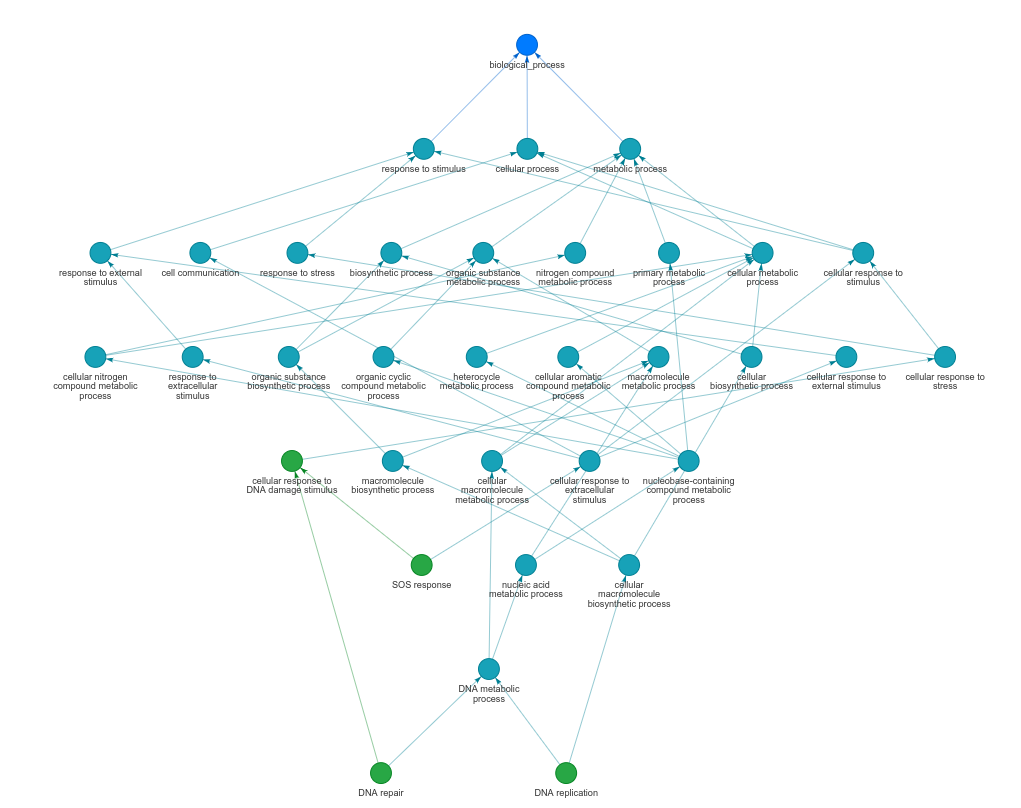 biological_process
response to stimulus
cellular process
metabolic process
response to external
stimulus
cell communication
response to stress
biosynthetic process
organic substance
metabolic process
nitrogen compound
metabolic process
primary metabolic
process
cellular metabolic
process
cellular response to
stimulus
cellular nitrogen
compound metabolic
process
response to
extracellular
stimulus
organic substance
biosynthetic process
organic cyclic
compound metabolic
process
heterocycle
metabolic process
cellular aromatic
compound metabolic
process
macromolecule
metabolic process
cellular
biosynthetic process
cellular response to
external stimulus
cellular response to
stress
cellular response to
DNA damage stimulus
macromolecule
biosynthetic process
cellular
macromolecule
metabolic process
cellular response to
extracellular
stimulus
nucleobase-containing
compound metabolic
process
SOS response
nucleic acid
metabolic process
cellular
macromolecule
biosynthetic process
DNA metabolic
process
DNA repair
DNA replication